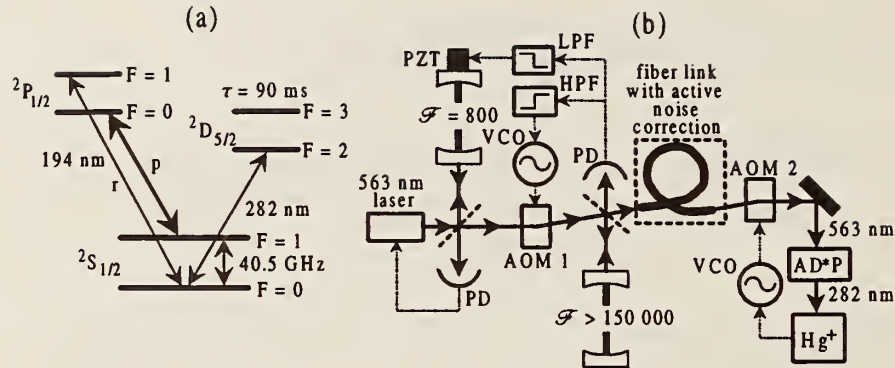 (a)
²P₁/₂
F = 1
F = 0
τ = 90 ms
F = 3
²D₅/₂
F = 2
194 nm
r
p
282 nm
F = 1
²S₁/₂
40.5 GHz
F = 0
(b)
PZT
LPF
HPF
ℱ = 800
VCO
PD
fiber link
with active
noise
correction
AOM 2
563 nm
laser
AOM 1
PD
ℱ > 150 000
563 nm
VCO
AD*P
282 nm
Hg⁺